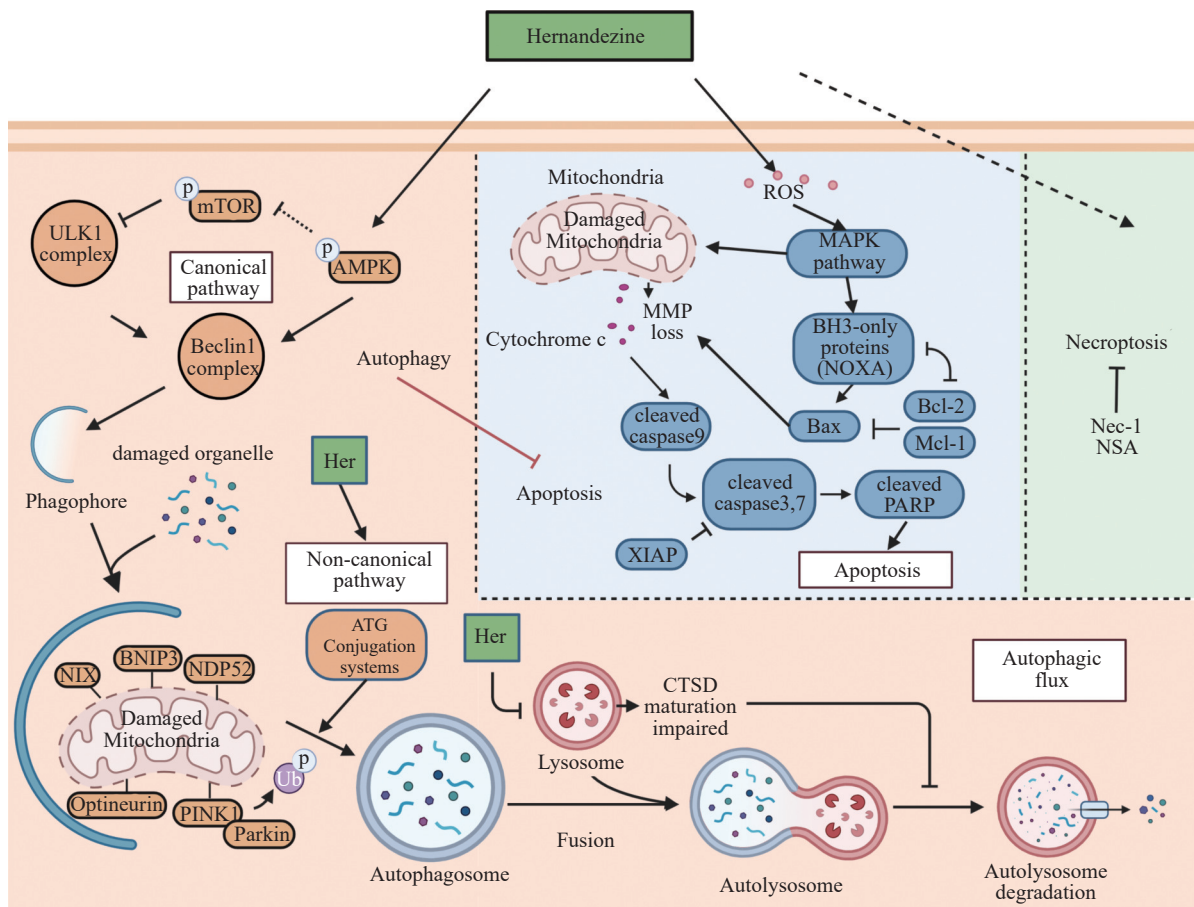 Hernandezine
p
mTOR
ULK1
complex
p
AMPK
Canonical
pathway
Beclin1
complex
Autophagy
Phagophore
damaged organelle
Her
Non-canonical
pathway
ATG
Conjugation
systems
Mitochondria
Damaged
Mitochondria
ROS
MAPK
pathway
MMP
loss
Cytochrome c
BH3-only
proteins
(NOXA)
Bcl-2
Mcl-1
Bax
cleaved
caspase9
Apoptosis
cleaved
caspase3,7
cleaved
PARP
XIAP
Apoptosis
Necroptosis
Nec-1
NSA
NIX
BNIP3
NDP52
Damaged
Mitochondria
p
Ub
Optineurin
PINK1
Parkin
Autophagosome
Her
Lysosome
CTSD
maturation
impaired
Autophagic
flux
Fusion
Autolysosome
Autolysosome
degradation